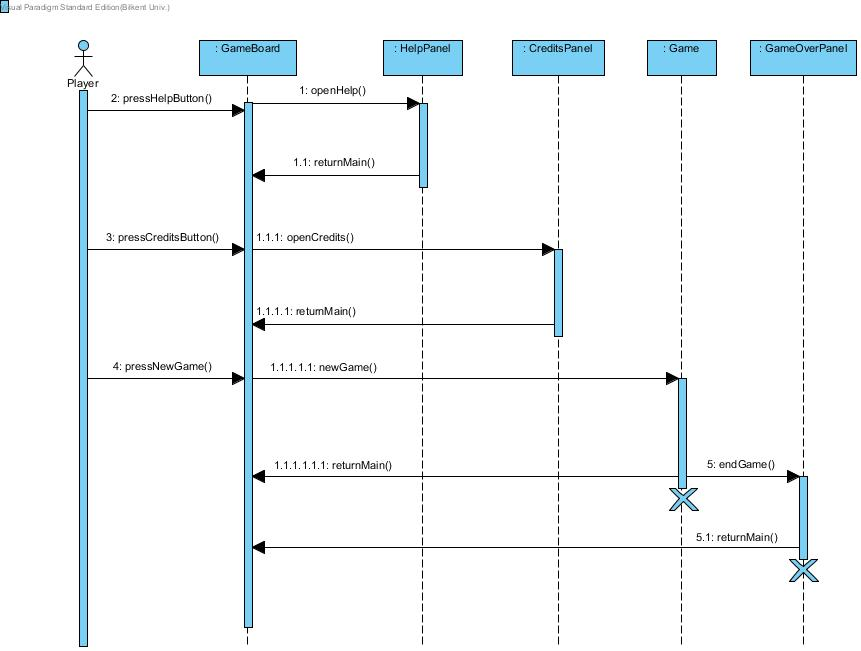 Visual Paradigm Standard Edition(Bilkent Univ.)
: GameBoard
: HelpPanel
: CreditsPanel
: Game
: GameOverPanel
Player
1: openHelp()
2: pressHelpButton()
1.1: returnMain()
3: pressCreditsButton()
1.1.1: openCredits()
1.1.1.1: returnMain()
4: pressNewGame()
1.1.1.1.1: newGame()
1.1.1.1.1.1: returnMain()
5: endGame()
5.1: returnMain()